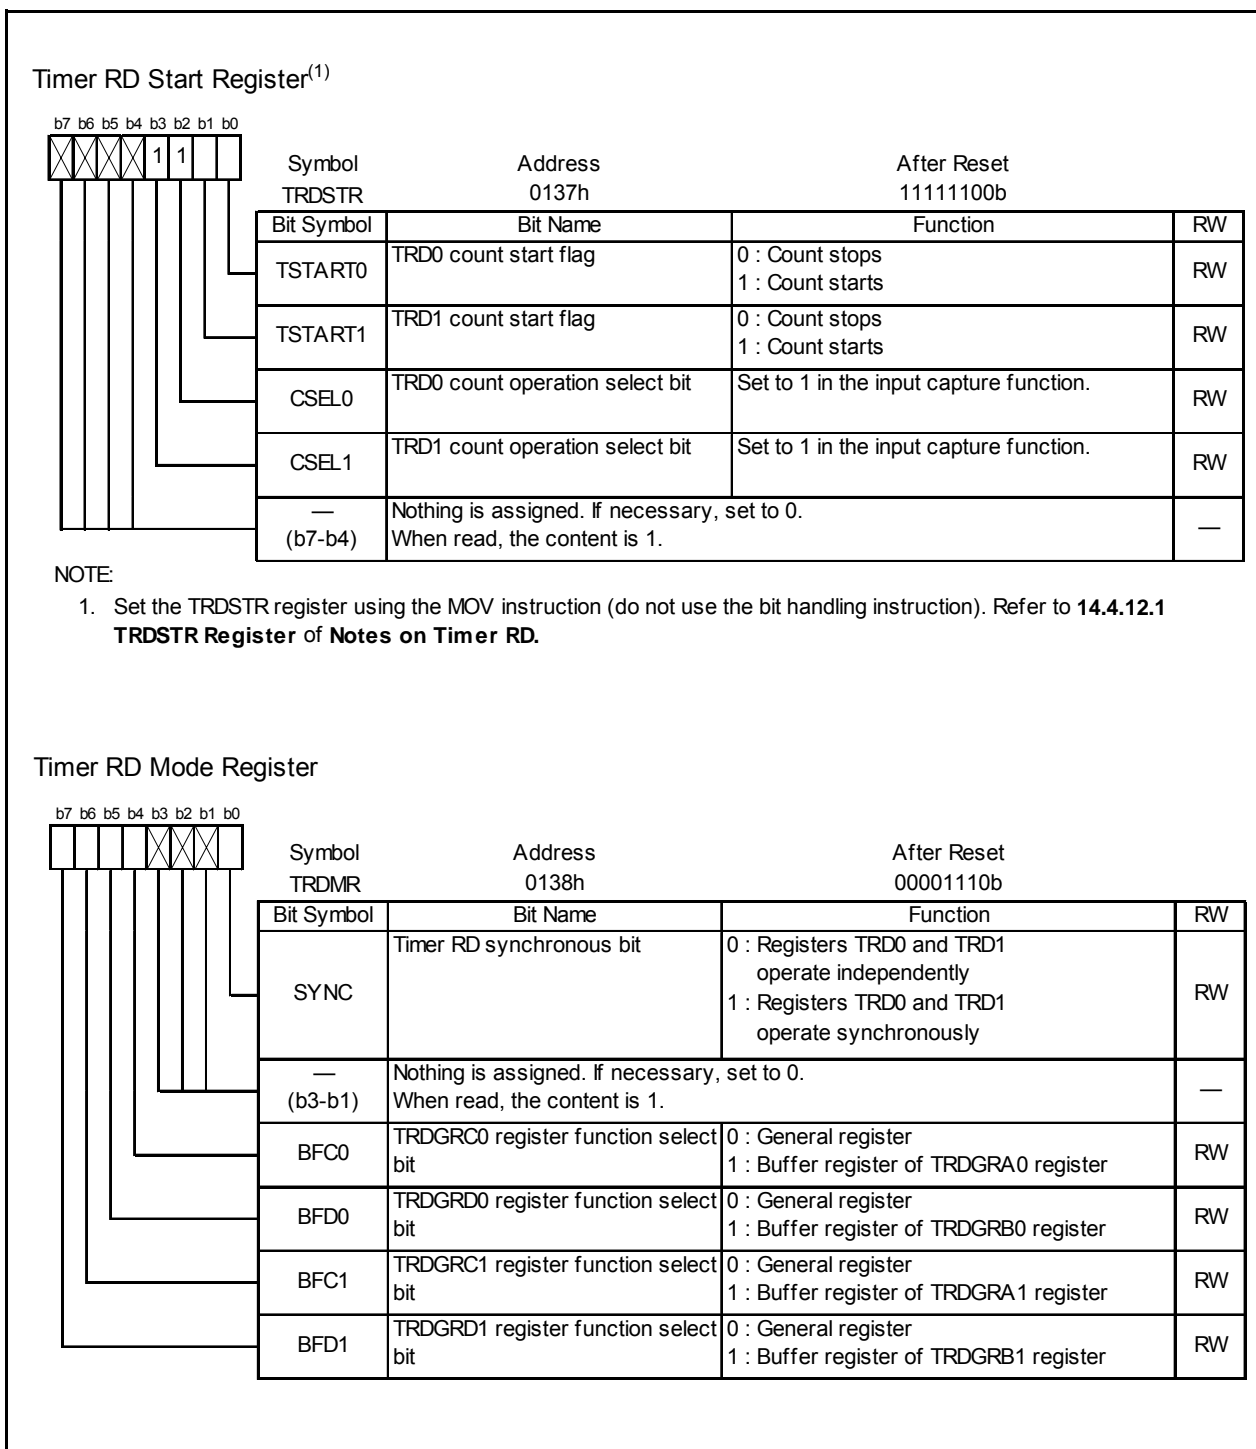 Timer RD Start Register(1)
b7 b6 b5 b4 b3 b2 b1 b0
1 1
Symbol Address After Reset
TRDSTR 0137h 11111100b
Bit Symbol Bit Name Function RW
TSTART0 TRD0 count start flag 0 : Count stops RW
1 : Count starts
TSTART1 TRD1 count start flag 0 : Count stops RW
1 : Count starts
CSEL0 TRD0 count operation select bit Set to 1 in the input capture function. RW
CSEL1 TRD1 count operation select bit Set to 1 in the input capture function. RW
— Nothing is assigned. If necessary, set to 0. —
(b7-b4) When read, the content is 1.
NOTE:
1. Set the TRDSTR register using the MOV instruction (do not use the bit handling instruction). Refer to 14.4.12.1
TRDSTR Register of Notes on Timer RD.
Timer RD Mode Register
b7 b6 b5 b4 b3 b2 b1 b0
Symbol Address After Reset
TRDMR 0138h 00001110b
Bit Symbol Bit Name Function RW
SYNC Timer RD synchronous bit 0 : Registers TRD0 and TRD1 RW
operate independently
1 : Registers TRD0 and TRD1
operate synchronously
— Nothing is assigned. If necessary, set to 0. —
(b3-b1) When read, the content is 1.
BFC0 TRDGRC0 register function select 0 : General register RW
bit 1 : Buffer register of TRDGRA0 register
BFD0 TRDGRD0 register function select 0 : General register RW
bit 1 : Buffer register of TRDGRB0 register
BFC1 TRDGRC1 register function select 0 : General register RW
bit 1 : Buffer register of TRDGRA1 register
BFD1 TRDGRD1 register function select 0 : General register RW
bit 1 : Buffer register of TRDGRB1 register